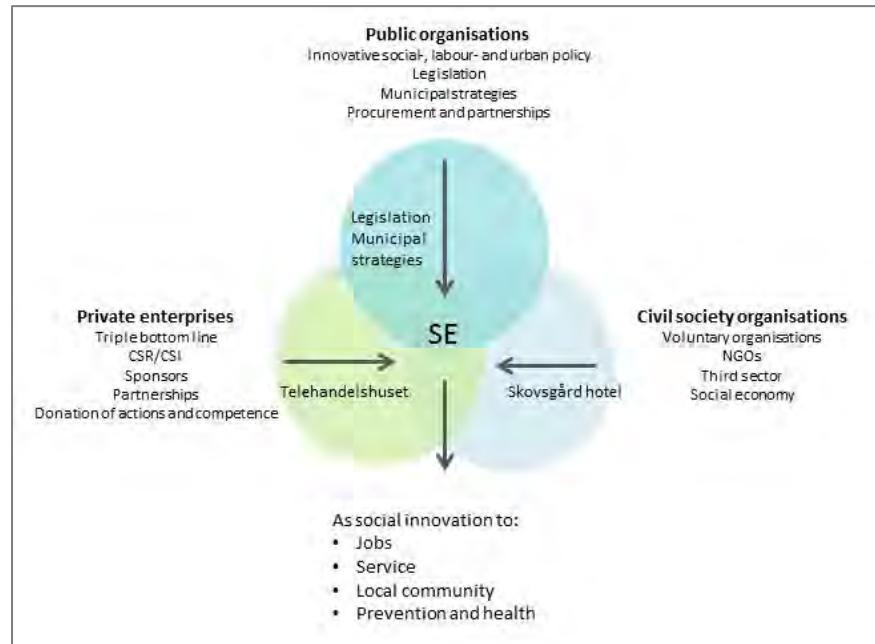 Public organisations
Innovative social-, labour- and urban policy
Legislation
Municipal strategies
Procurement and partnerships
Legislation
Municipal
strategies
Private enterprises
Triple bottom line
CSR/CSI
Sponsors
Partnerships
Donation of actions and competence
SE
Telehandelshuset
Skovsgård hotel
Civil society organisations
Voluntary organisations
NGOs
Third sector
Social economy
As social innovation to:
• Jobs
• Service
• Local community
• Prevention and health